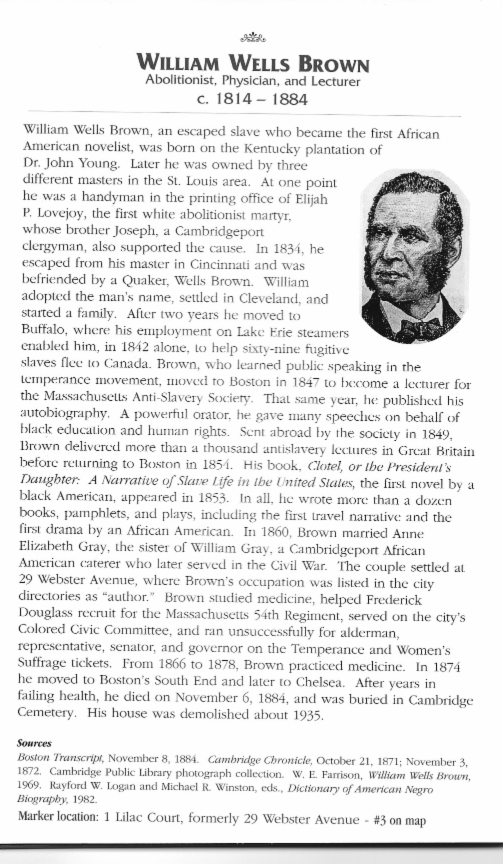 WILLIAM WELLS BROWN
Abolitionist, Physician, and Lecturer
c. 1814 – 1884
William Wells Brown, an escaped slave who became the first African
American novelist, was born on the Kentucky plantation of
Dr. John Young. Later he was owned by three
different masters in the St. Louis area. At one point
he was a handyman in the printing office of Elijah
P. Lovejoy, the first white abolitionist martyr,
whose brother Joseph, a Cambridgeport
clergyman, also supported the cause. In 1834, he
escaped from his master in Cincinnati and was
befriended by a Quaker, Wells Brown. William
adopted the man's name, settled in Cleveland, and
started a family. After two years he moved to
Buffalo, where his employment on Lake Erie steamers
enabled him, in 1842 alone, to help sixty-nine fugitive
slaves flee to Canada. Brown, who learned public speaking in the
temperance movement, moved to Boston in 1847 to become a lecturer for
the Massachusetts Anti-Slavery Society. That same year, he published his
autobiography. A powerful orator, he gave many speeches on behalf of
black education and human rights. Sent abroad by the society in 1849,
Brown delivered more than a thousand antislavery lectures in Great Britain
before returning to Boston in 1854. His book, Clotel, or the President's
Daughter: A Narrative of Slave Life in the United States, the first novel by a
black American, appeared in 1853. In all, he wrote more than a dozen
books, pamphlets, and plays, including the first travel narrative and the
first drama by an African American. In 1860, Brown married Anne
Elizabeth Gray, the sister of William Gray, a Cambridgeport African
American caterer who later served in the Civil War. The couple settled at
29 Webster Avenue, where Brown's occupation was listed in the city
directories as “author.” Brown studied medicine, helped Frederick
Douglass recruit for the Massachusetts 54th Regiment, served on the city's
Colored Civic Committee, and ran unsuccessfully for alderman,
representative, senator, and governor on the Temperance and Women's
Suffrage tickets. From 1866 to 1878, Brown practiced medicine. In 1874
he moved to Boston's South End and later to Chelsea. After years in
failing health, he died on November 6, 1884, and was buried in Cambridge
Cemetery. His house was demolished about 1935.
Sources
Boston Transcript, November 8, 1884. Cambridge Chronicle, October 21, 1871; November 3,
1872. Cambridge Public Library photograph collection. W. E. Farrison, William Wells Brown,
1969. Rayford W. Logan and Michael R. Winston, eds., Dictionary of American Negro
Biography, 1982.
Marker location: 1 Lilac Court, formerly 29 Webster Avenue - #3 on map